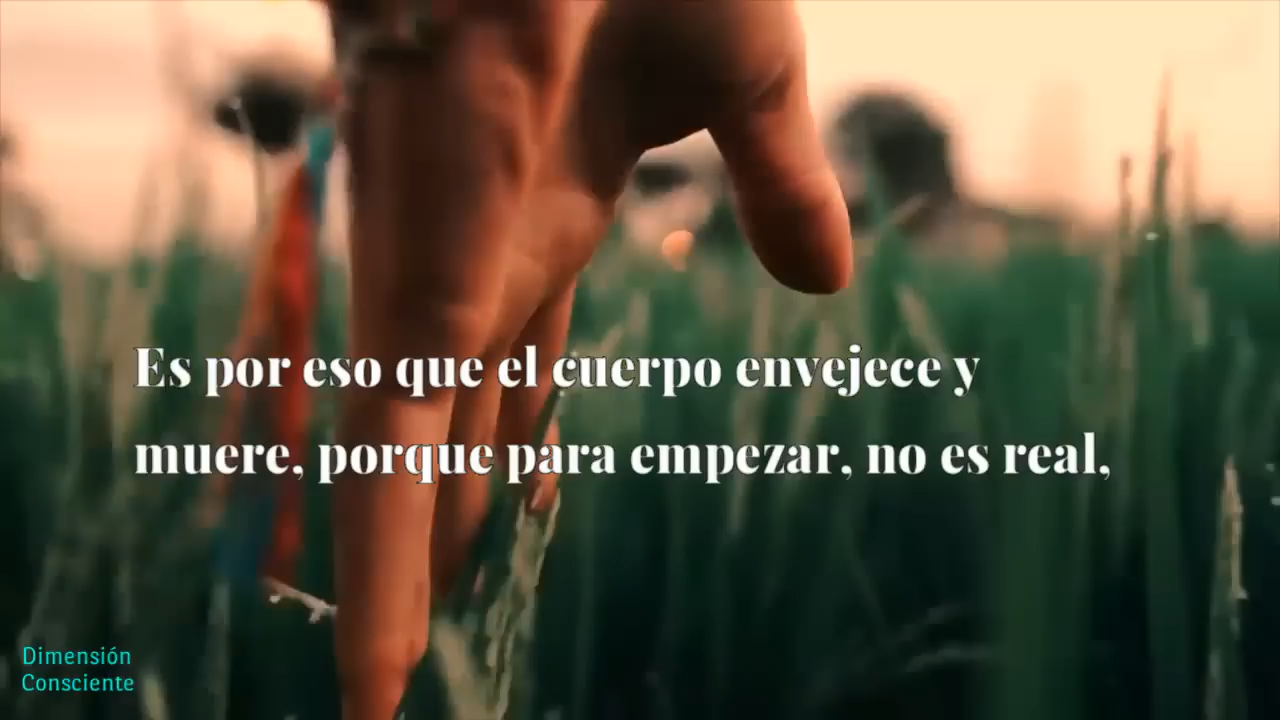 Es por eso que el cuerpo envejece y
muere, porque para empezar, no es real,
Dimensión
Consciente